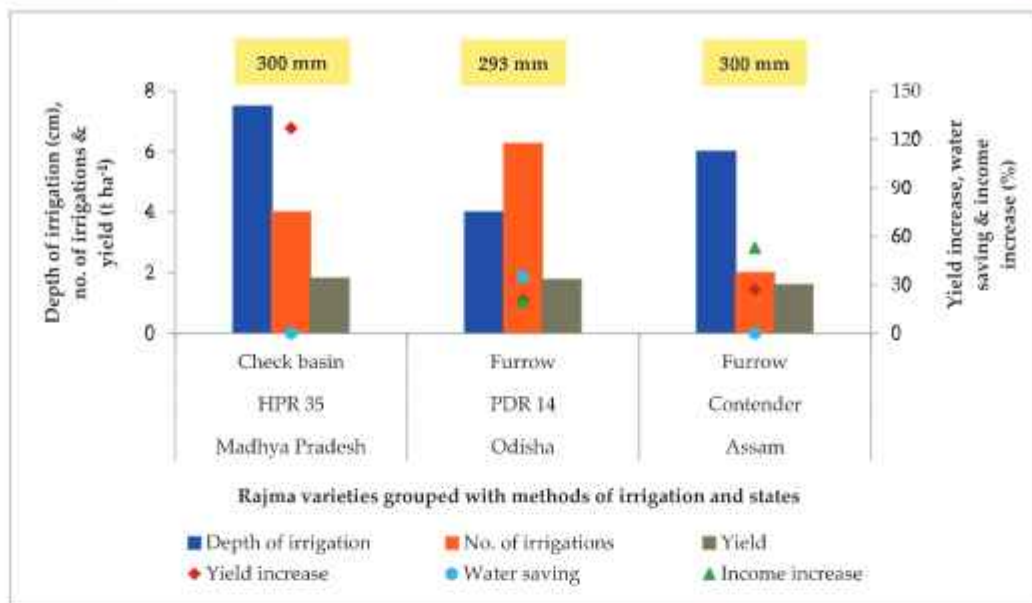 300 mm 293 mm 300 mm
Depth of irrigation (cm),
no. of irrigations &
yield (t ha⁻¹)
8
6
4
2
0
150
120
90
60
30
0
Yield increase, water
saving & income
increase (%)
Check basin Furrow Furrow
HPR 35 PDR 14 Contender
Madhya Pradesh Odisha Assam
Rajma varieties grouped with methods of irrigation and states
Depth of irrigation No. of irrigations Yield
Yield increase Water saving Income increase